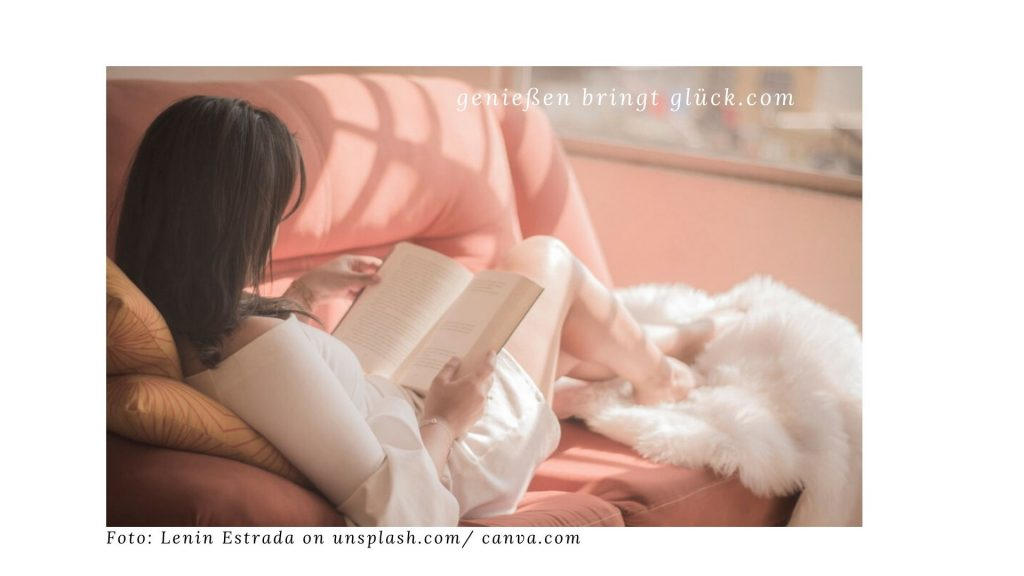 genießen bringt glück.com
Foto: Lenin Estrada on unsplash.com/ canva.com